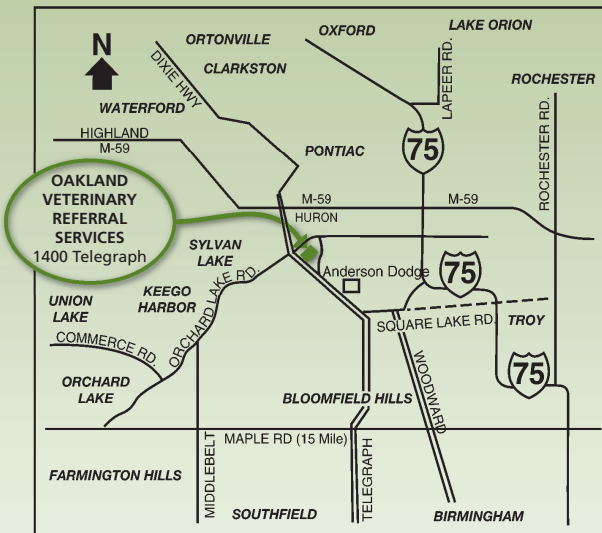 N
ORTONVILLE
OXFORD
LAKE ORION
DIXIE HWY
CLARKSTON
LAPEER RD.
ROCHESTER
WATERFORD
ROCHESTER RD.
HIGHLAND
M-59
PONTIAC
75
OAKLAND
VETERINARY
REFERRAL
SERVICES
1400 Telegraph
M-59
M-59
HURON
SYLVAN
LAKE
Anderson Dodge
75
UNION
LAKE
KEEGO
HARBOR
ORCHARD LAKE RD.
SQUARE LAKE RD.
TROY
COMMERCE RD.
ORCHARD
LAKE
WOODWARD
75
BLOOMFIELD HILLS
MAPLE RD (15 Mile)
FARMINGTON HILLS
MIDDLEBELT
TELEGRAPH
SOUTHFIELD
BIRMINGHAM